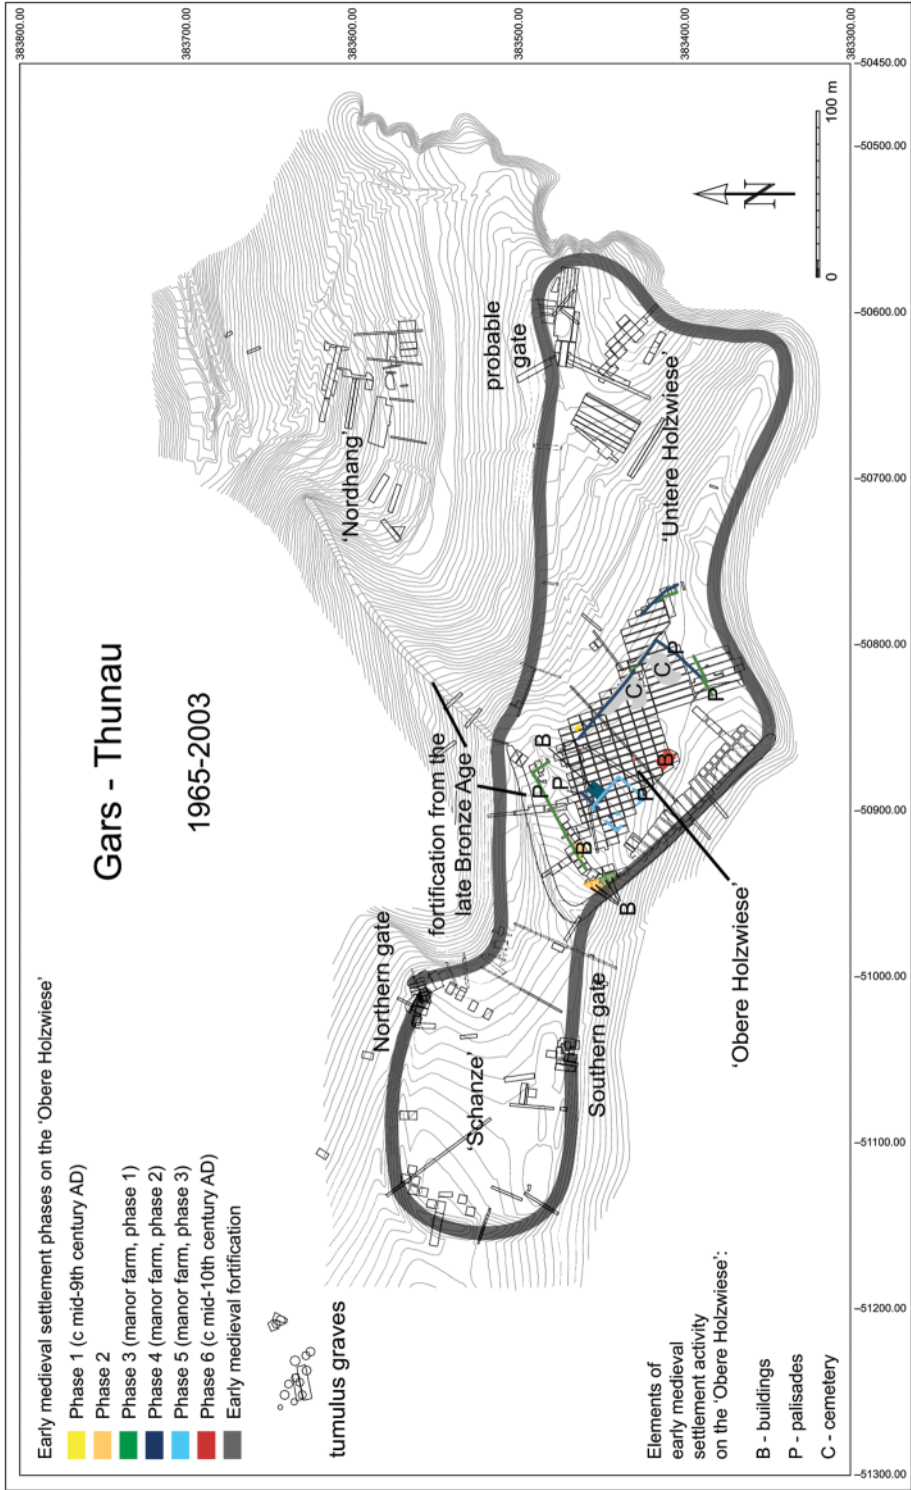 Gars - Thunau
1965-2003
Early medieval settlement phases on the ‘Obere Holzwiese’
Phase 1 (c mid-9th century AD)
Phase 2
Phase 3 (manor farm, phase 1)
Phase 4 (manor farm, phase 2)
Phase 5 (manor farm, phase 3)
Phase 6 (c mid-10th century AD)
Early medieval fortification
tumulus graves
Northern gate
fortification from the
late Bronze Age
‘Nordhang’
probable
gate
‘Schanze’
Southern gate
‘Obere Holzwiese’
‘Untere Holzwiese’
B
B
B
B
P
P
P
P
P
C
C
Elements of
early medieval
settlement activity
on the ‘Obere Holzwiese’:
B - buildings
P - palisades
C - cemetery
N
0
100 m
383800.00
383700.00
383600.00
383500.00
383400.00
383300.00
−50450.00
−50500.00
−50600.00
−50700.00
−50800.00
−50900.00
−51000.00
−51100.00
−51200.00
−51300.00